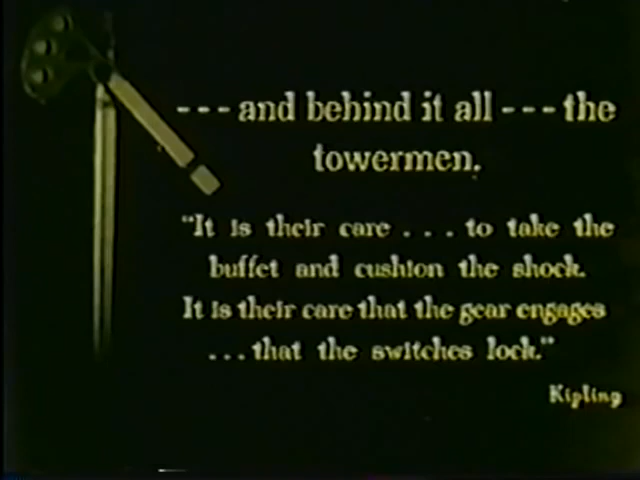 --- and behind it all --- the
towermen.
"It is their care . . . to take the
buffet and cushion the shock.
It is their care that the gear engages
. . . that the switches lock."
Kipling